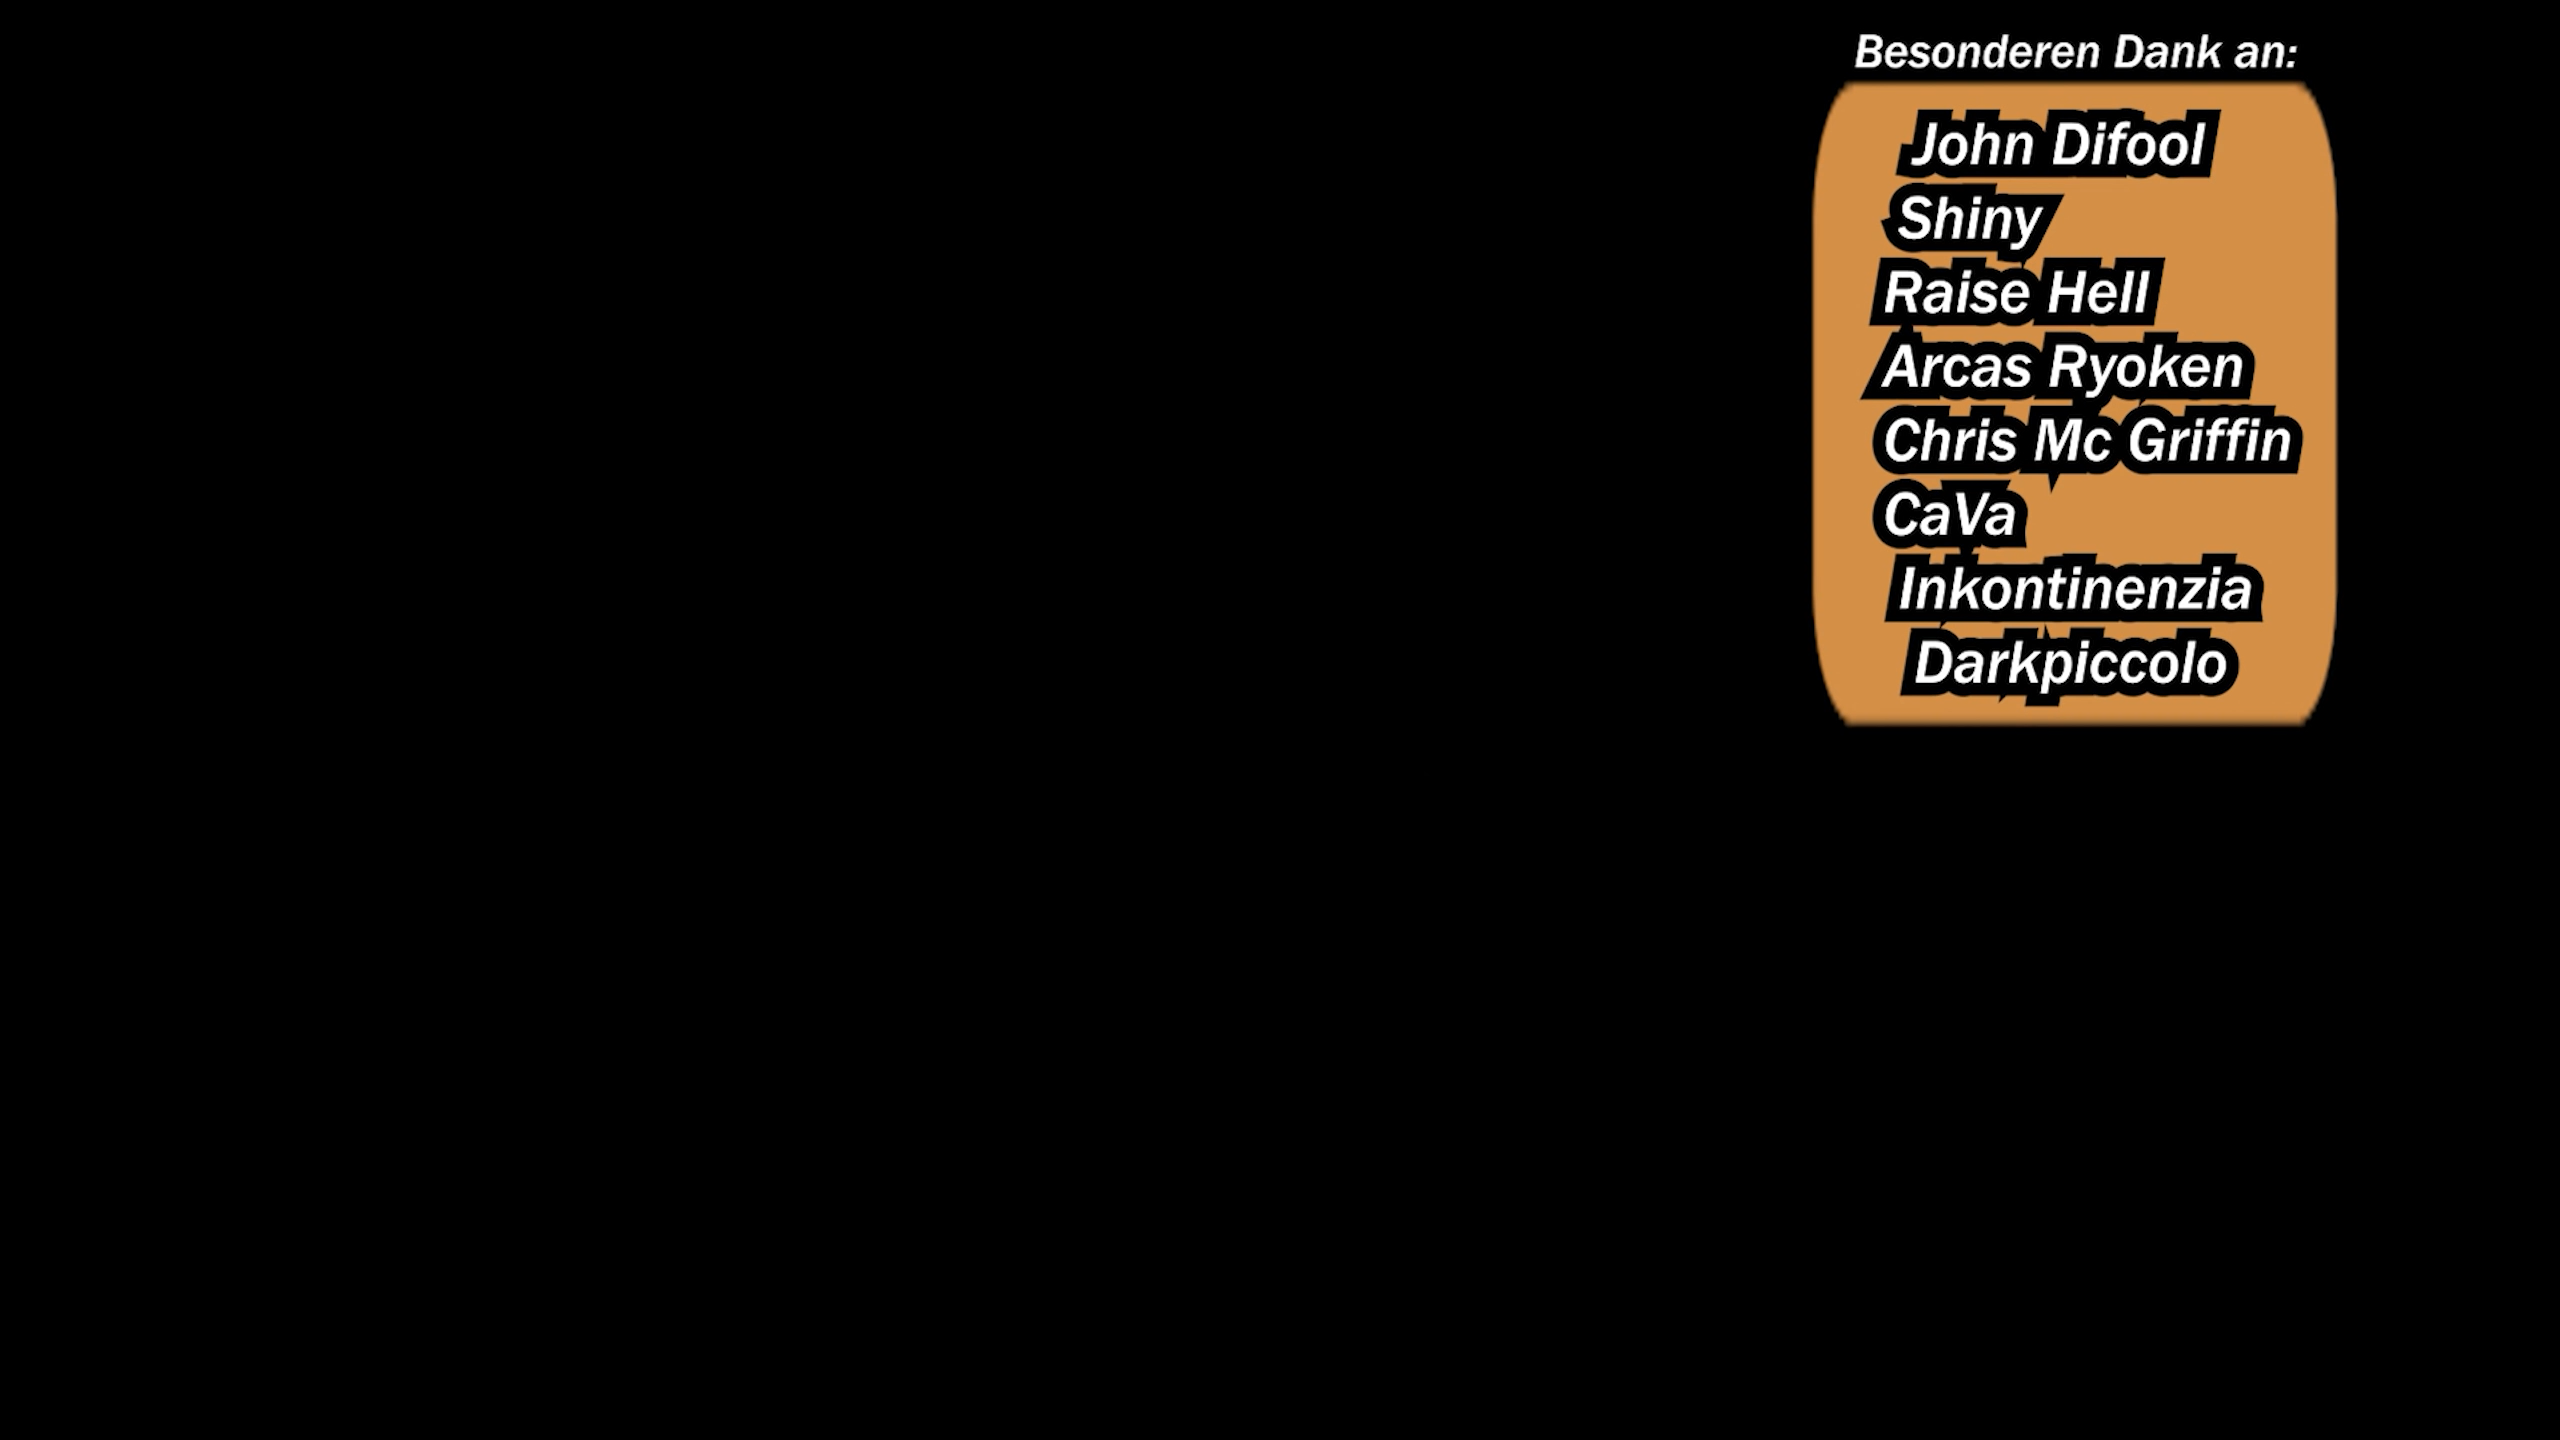 Besonderen Dank an:
John Difool
Shiny
Raise Hell
Arcas Ryoken
Chris Mc Griffin
CaVa
Inkontinenzia
Darkpiccolo